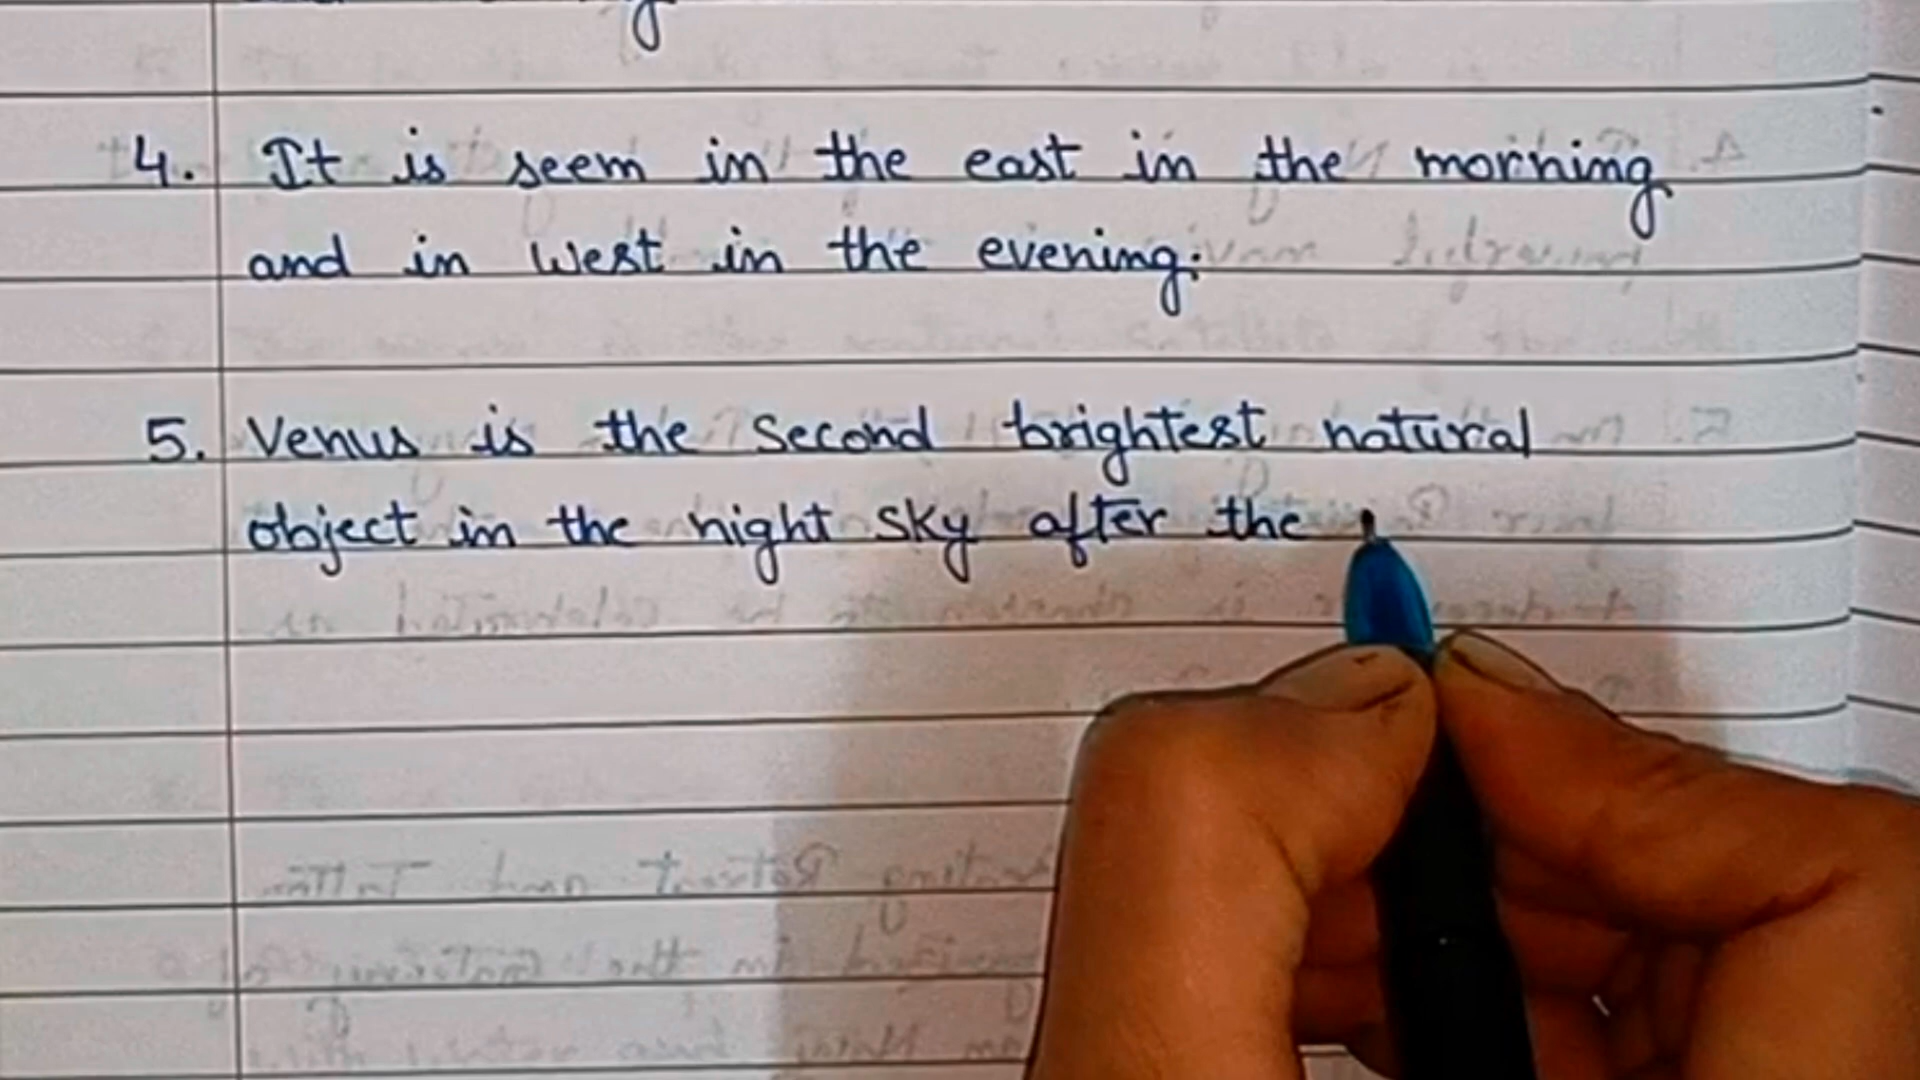 4. It is seem in the east in the morning
and in west in the evening.
5. Venus is the second brightest natural
object in the night sky after the